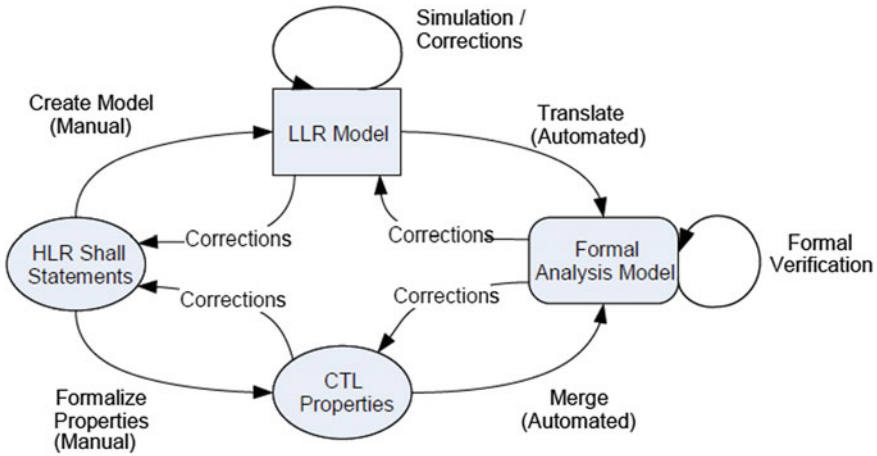 Simulation /
Corrections
Create Model
(Manual)
LLR Model
Translate
(Automated)
Corrections
Corrections
HLR Shall
Statements
Formal
Analysis Model
Formal
Verification
Corrections
Corrections
Formalize
Properties
(Manual)
CTL
Properties
Merge
(Automated)